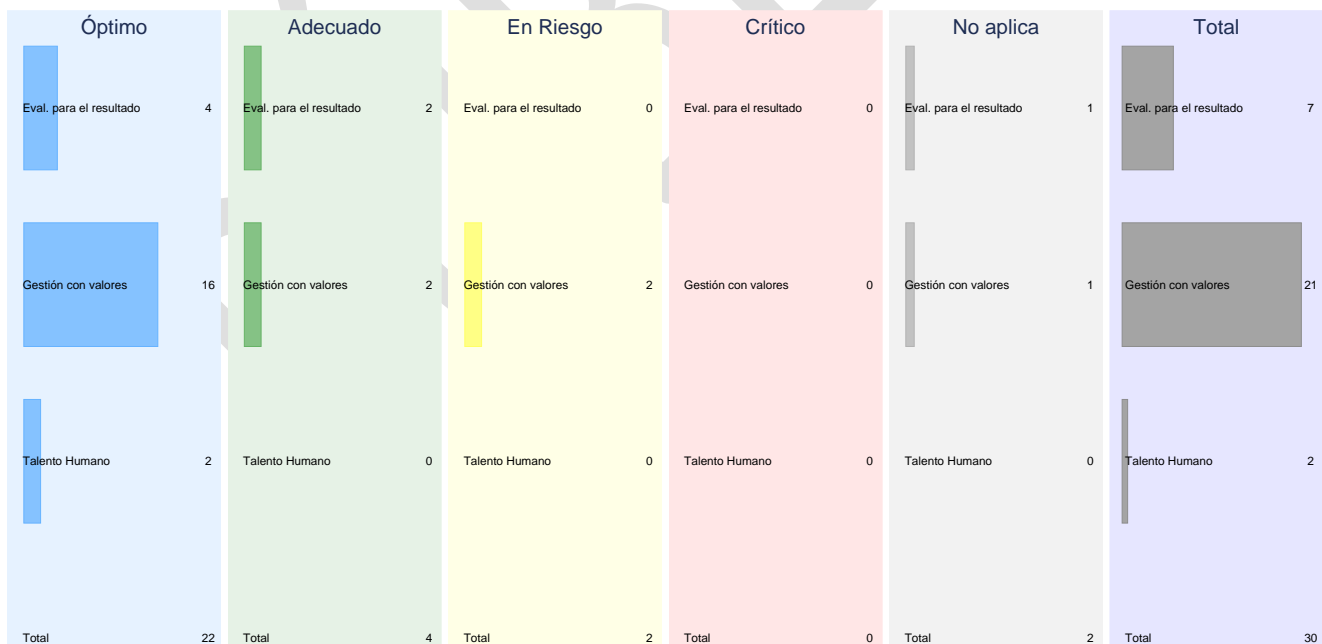 Óptimo Adecuado En Riesgo Crítico No aplica Total
Eval. para el resultado 4 Eval. para el resultado 2 Eval. para el resultado 0 Eval. para el resultado 0 Eval. para el resultado 1 Eval. para el resultado 7
Gestión con valores 16 Gestión con valores 2 Gestión con valores 2 Gestión con valores 0 Gestión con valores 1 Gestión con valores 21
Talento Humano 2 Talento Humano 0 Talento Humano 0 Talento Humano 0 Talento Humano 0 Talento Humano 2
Total 22 Total 4 Total 2 Total 0 Total 2 Total 30